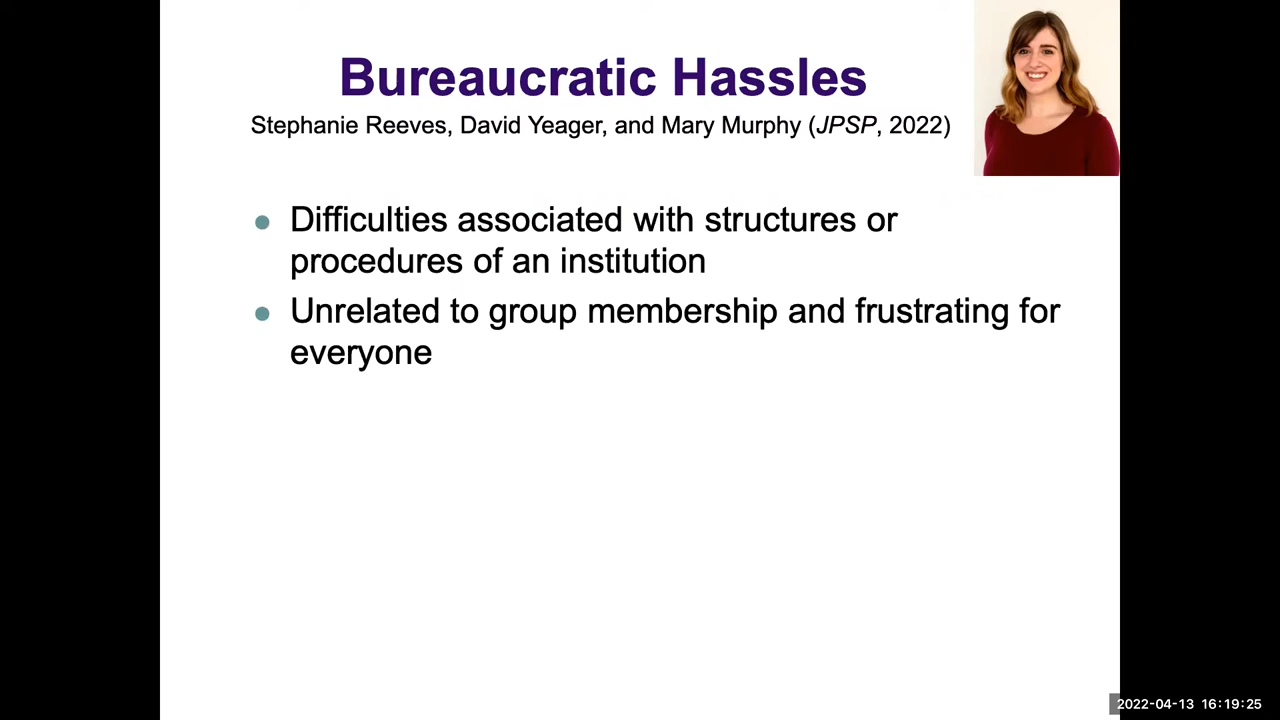 Bureaucratic Hassles
Stephanie Reeves, David Yeager, and Mary Murphy (JPSP, 2022)
● Difficulties associated with structures or
procedures of an institution
● Unrelated to group membership and frustrating for
everyone
2022-04-13 16:19:25